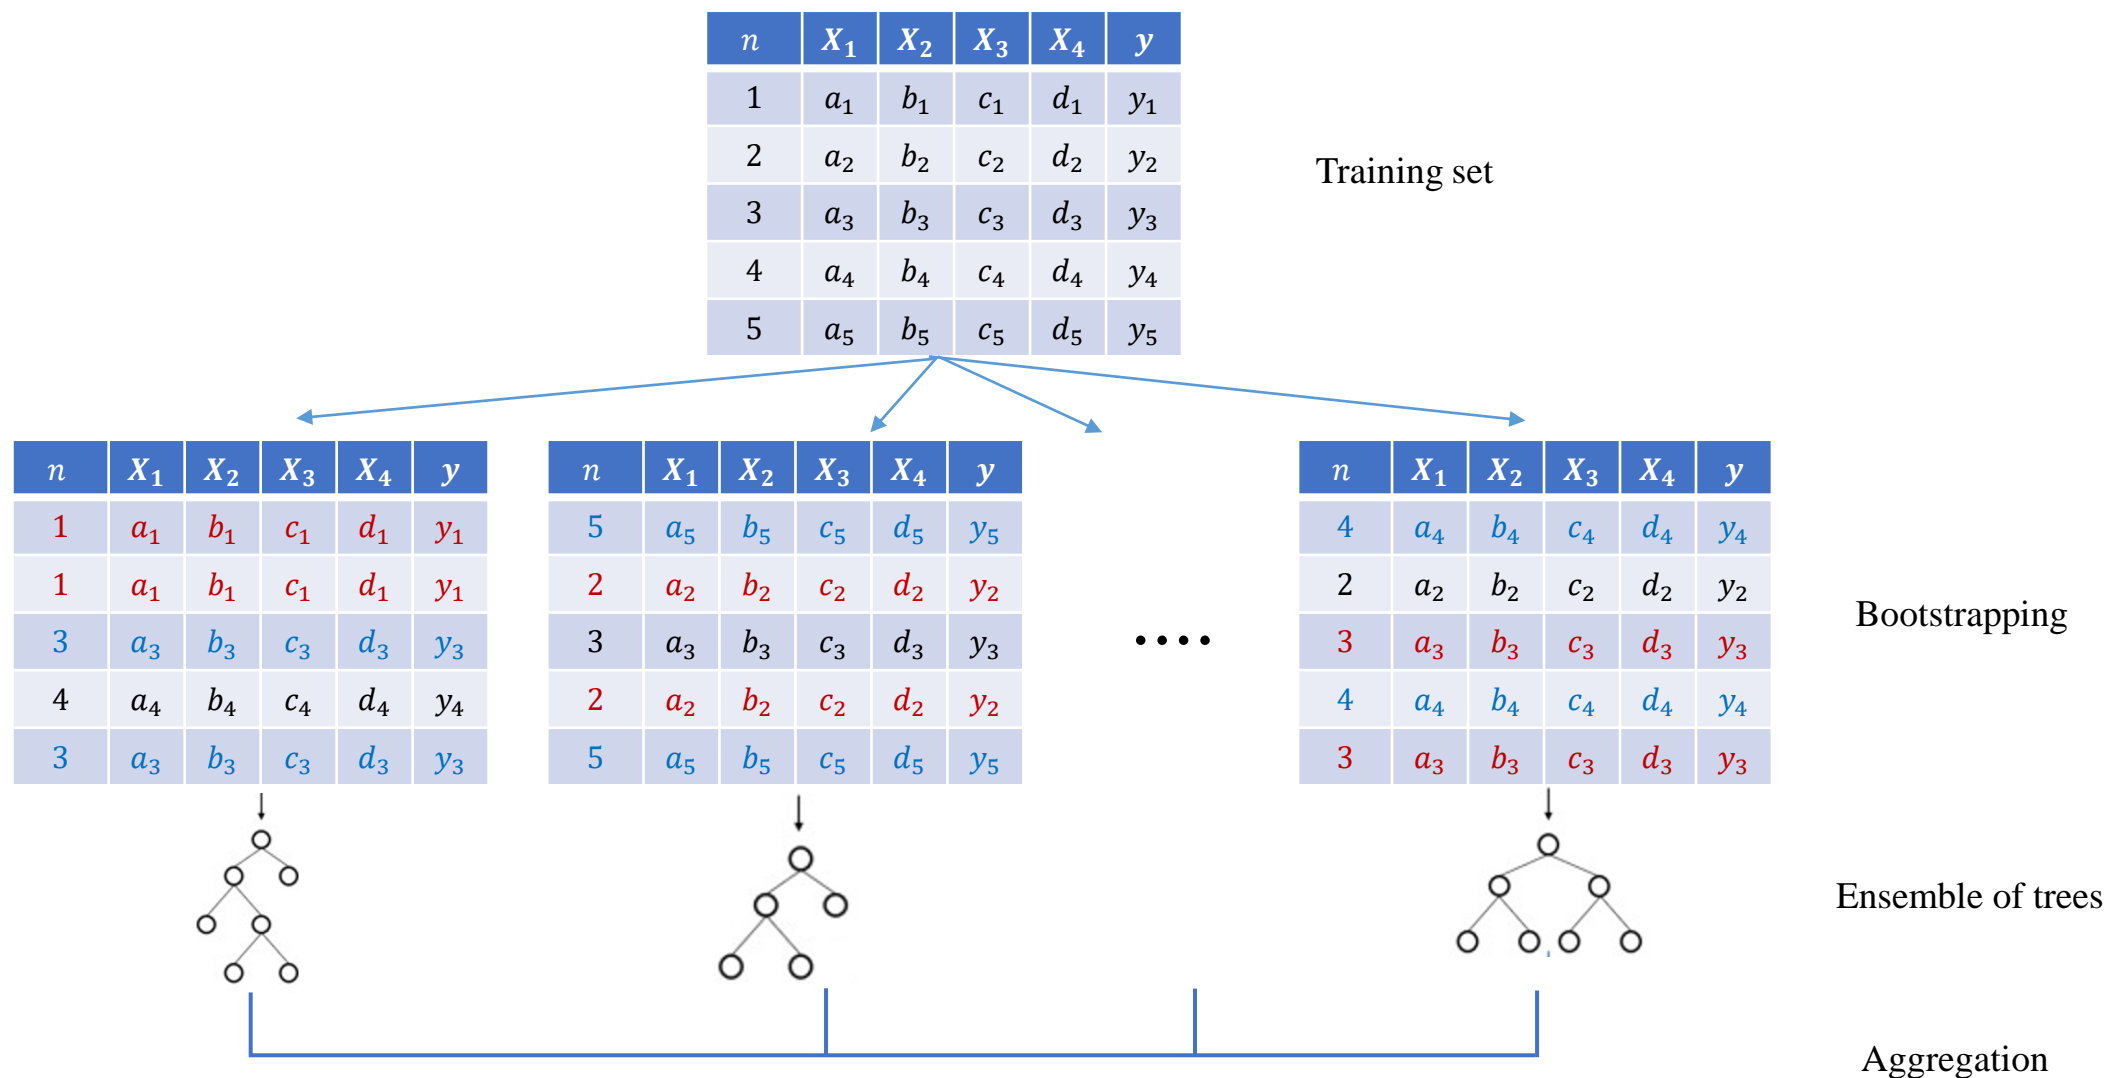 n X₁ X₂ X₃ X₄ y
1 a₁ b₁ c₁ d₁ y₁
2 a₂ b₂ c₂ d₂ y₂
3 a₃ b₃ c₃ d₃ y₃
4 a₄ b₄ c₄ d₄ y₄
5 a₅ b₅ c₅ d₅ y₅
Training set
n X₁ X₂ X₃ X₄ y
1 a₁ b₁ c₁ d₁ y₁
1 a₁ b₁ c₁ d₁ y₁
3 a₃ b₃ c₃ d₃ y₃
4 a₄ b₄ c₄ d₄ y₄
3 a₃ b₃ c₃ d₃ y₃
n X₁ X₂ X₃ X₄ y
5 a₅ b₅ c₅ d₅ y₅
2 a₂ b₂ c₂ d₂ y₂
3 a₃ b₃ c₃ d₃ y₃
2 a₂ b₂ c₂ d₂ y₂
5 a₅ b₅ c₅ d₅ y₅
....
n X₁ X₂ X₃ X₄ y
4 a₄ b₄ c₄ d₄ y₄
2 a₂ b₂ c₂ d₂ y₂
3 a₃ b₃ c₃ d₃ y₃
4 a₄ b₄ c₄ d₄ y₄
3 a₃ b₃ c₃ d₃ y₃
Bootstrapping
Ensemble of trees
Aggregation